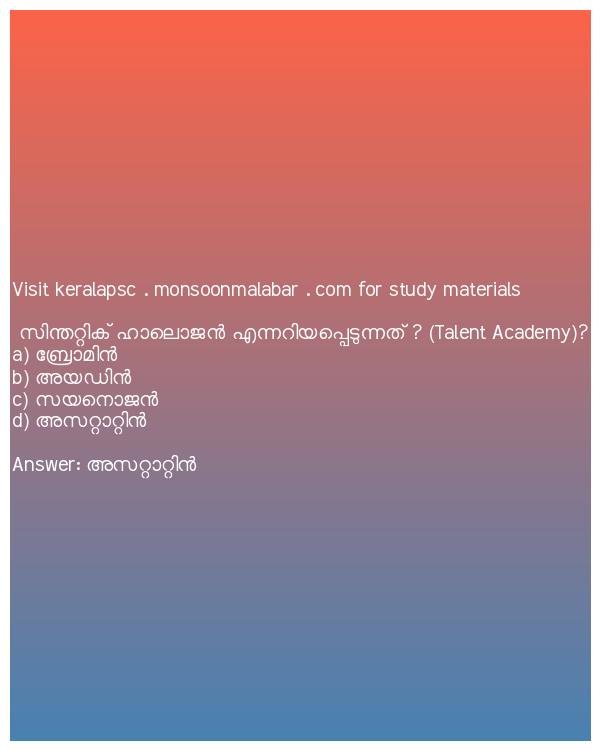 Visit keralapsc . monsoonmalabar . com for study materials
സിന്തറ്റിക് ഹാലൊജൻ എന്നറിയപ്പെടുന്നത് ? (Talent Academy)?
a) ബ്രോമിൻ
b) അയഡിൻ
c) സയനൊജൻ
d) അസറ്റാറ്റിൻ
Answer: അസറ്റാറ്റിൻ